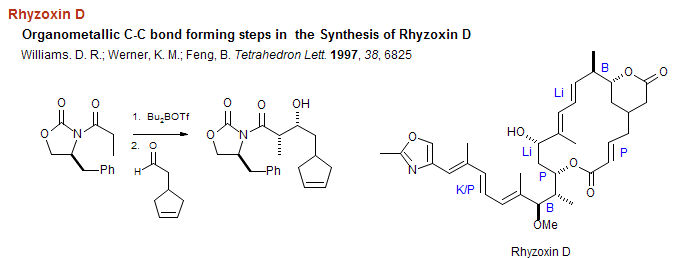 Rhyzoxin D
Organometallic C-C bond forming steps in the Synthesis of Rhyzoxin D
Williams. D. R.; Werner, K. M.; Feng, B. Tetrahedron Lett. 1997, 38, 6825
O O
O N
Ph
1. Bu2BOTf
2. O
H
O O OH
O N
Ph
B O O
Li
HO
Li
P O
P
O
O
N
K/P
B
OMe
Rhyzoxin D